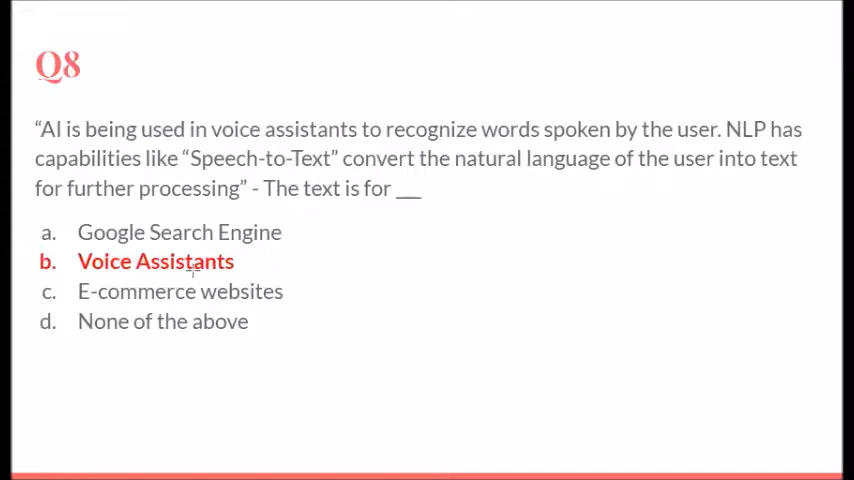 Q8
“AI is being used in voice assistants to recognize words spoken by the user. NLP has
capabilities like “Speech-to-Text” convert the natural language of the user into text
for further processing” - The text is for ___
a. Google Search Engine
b. Voice Assistants
c. E-commerce websites
d. None of the above